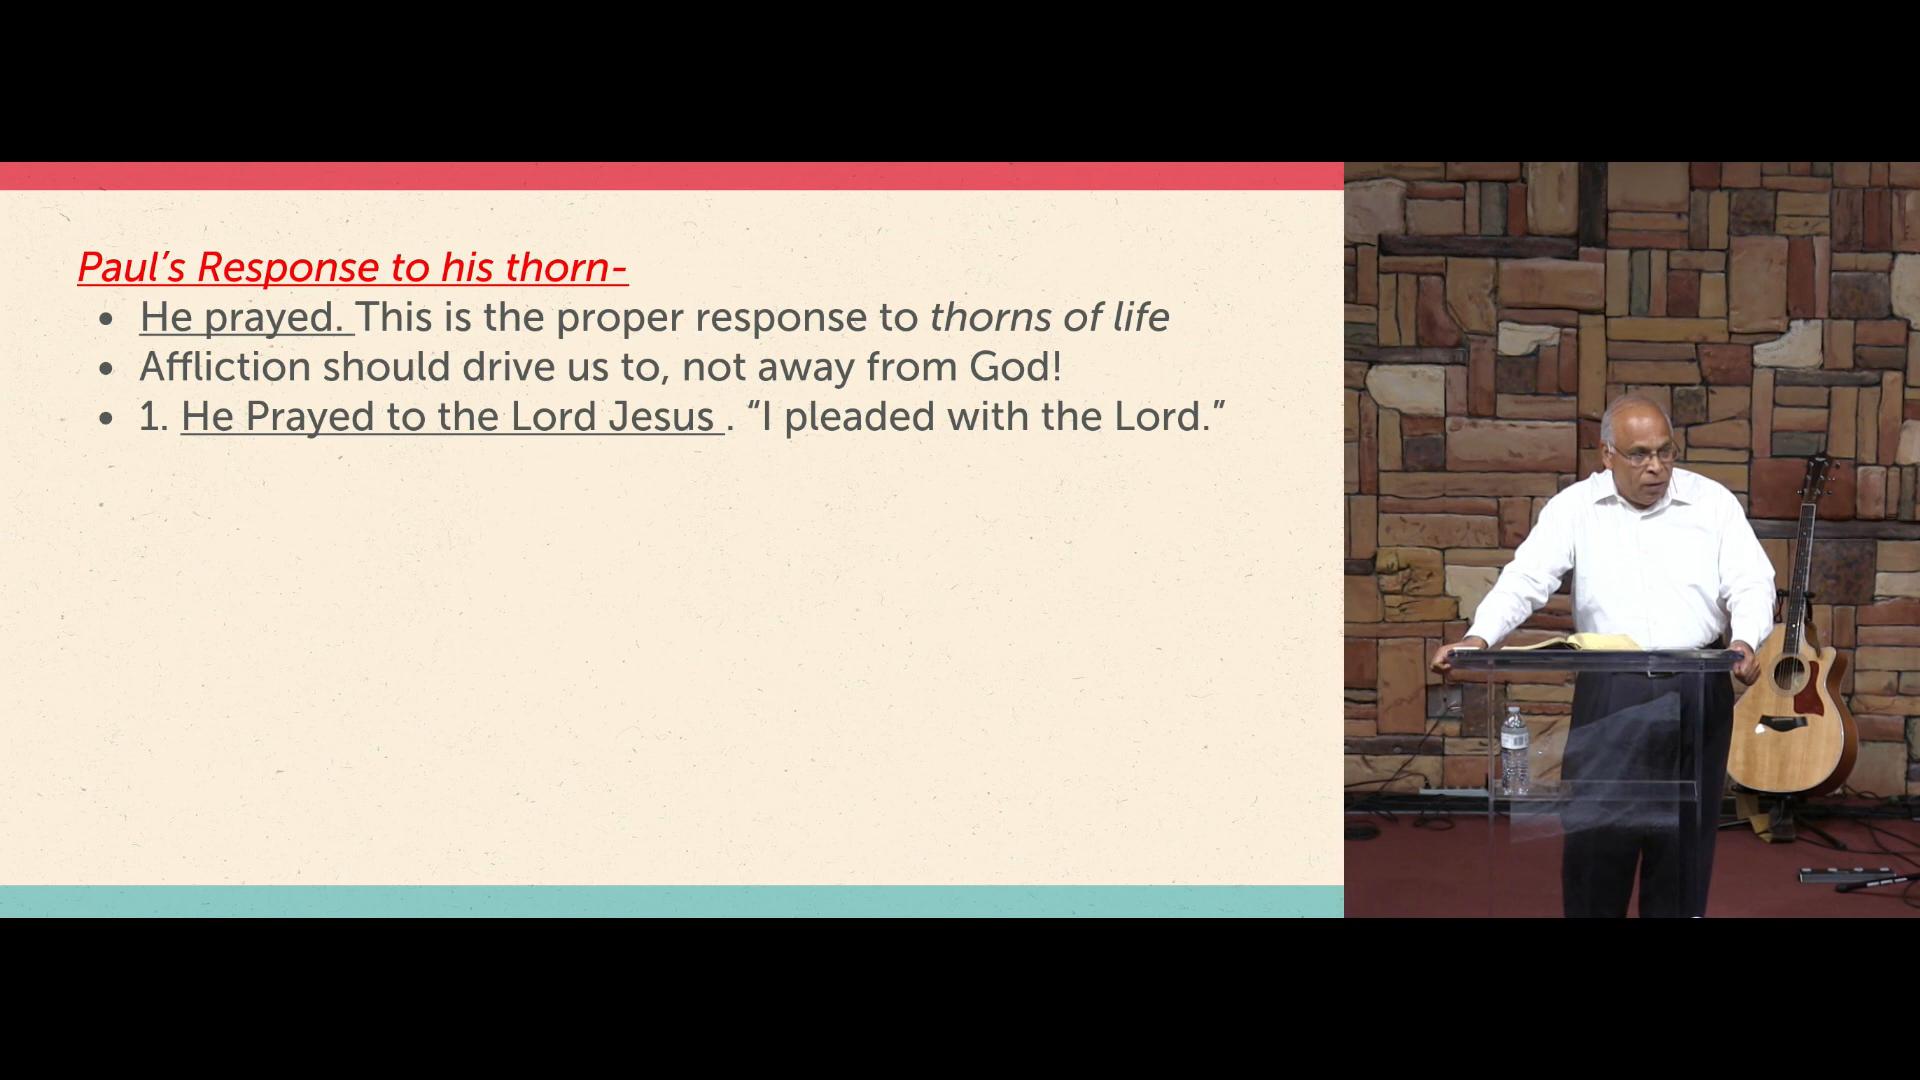 Paul’s Response to his thorn-
• He prayed. This is the proper response to thorns of life
• Affliction should drive us to, not away from God!
• 1. He Prayed to the Lord Jesus . “I pleaded with the Lord.”